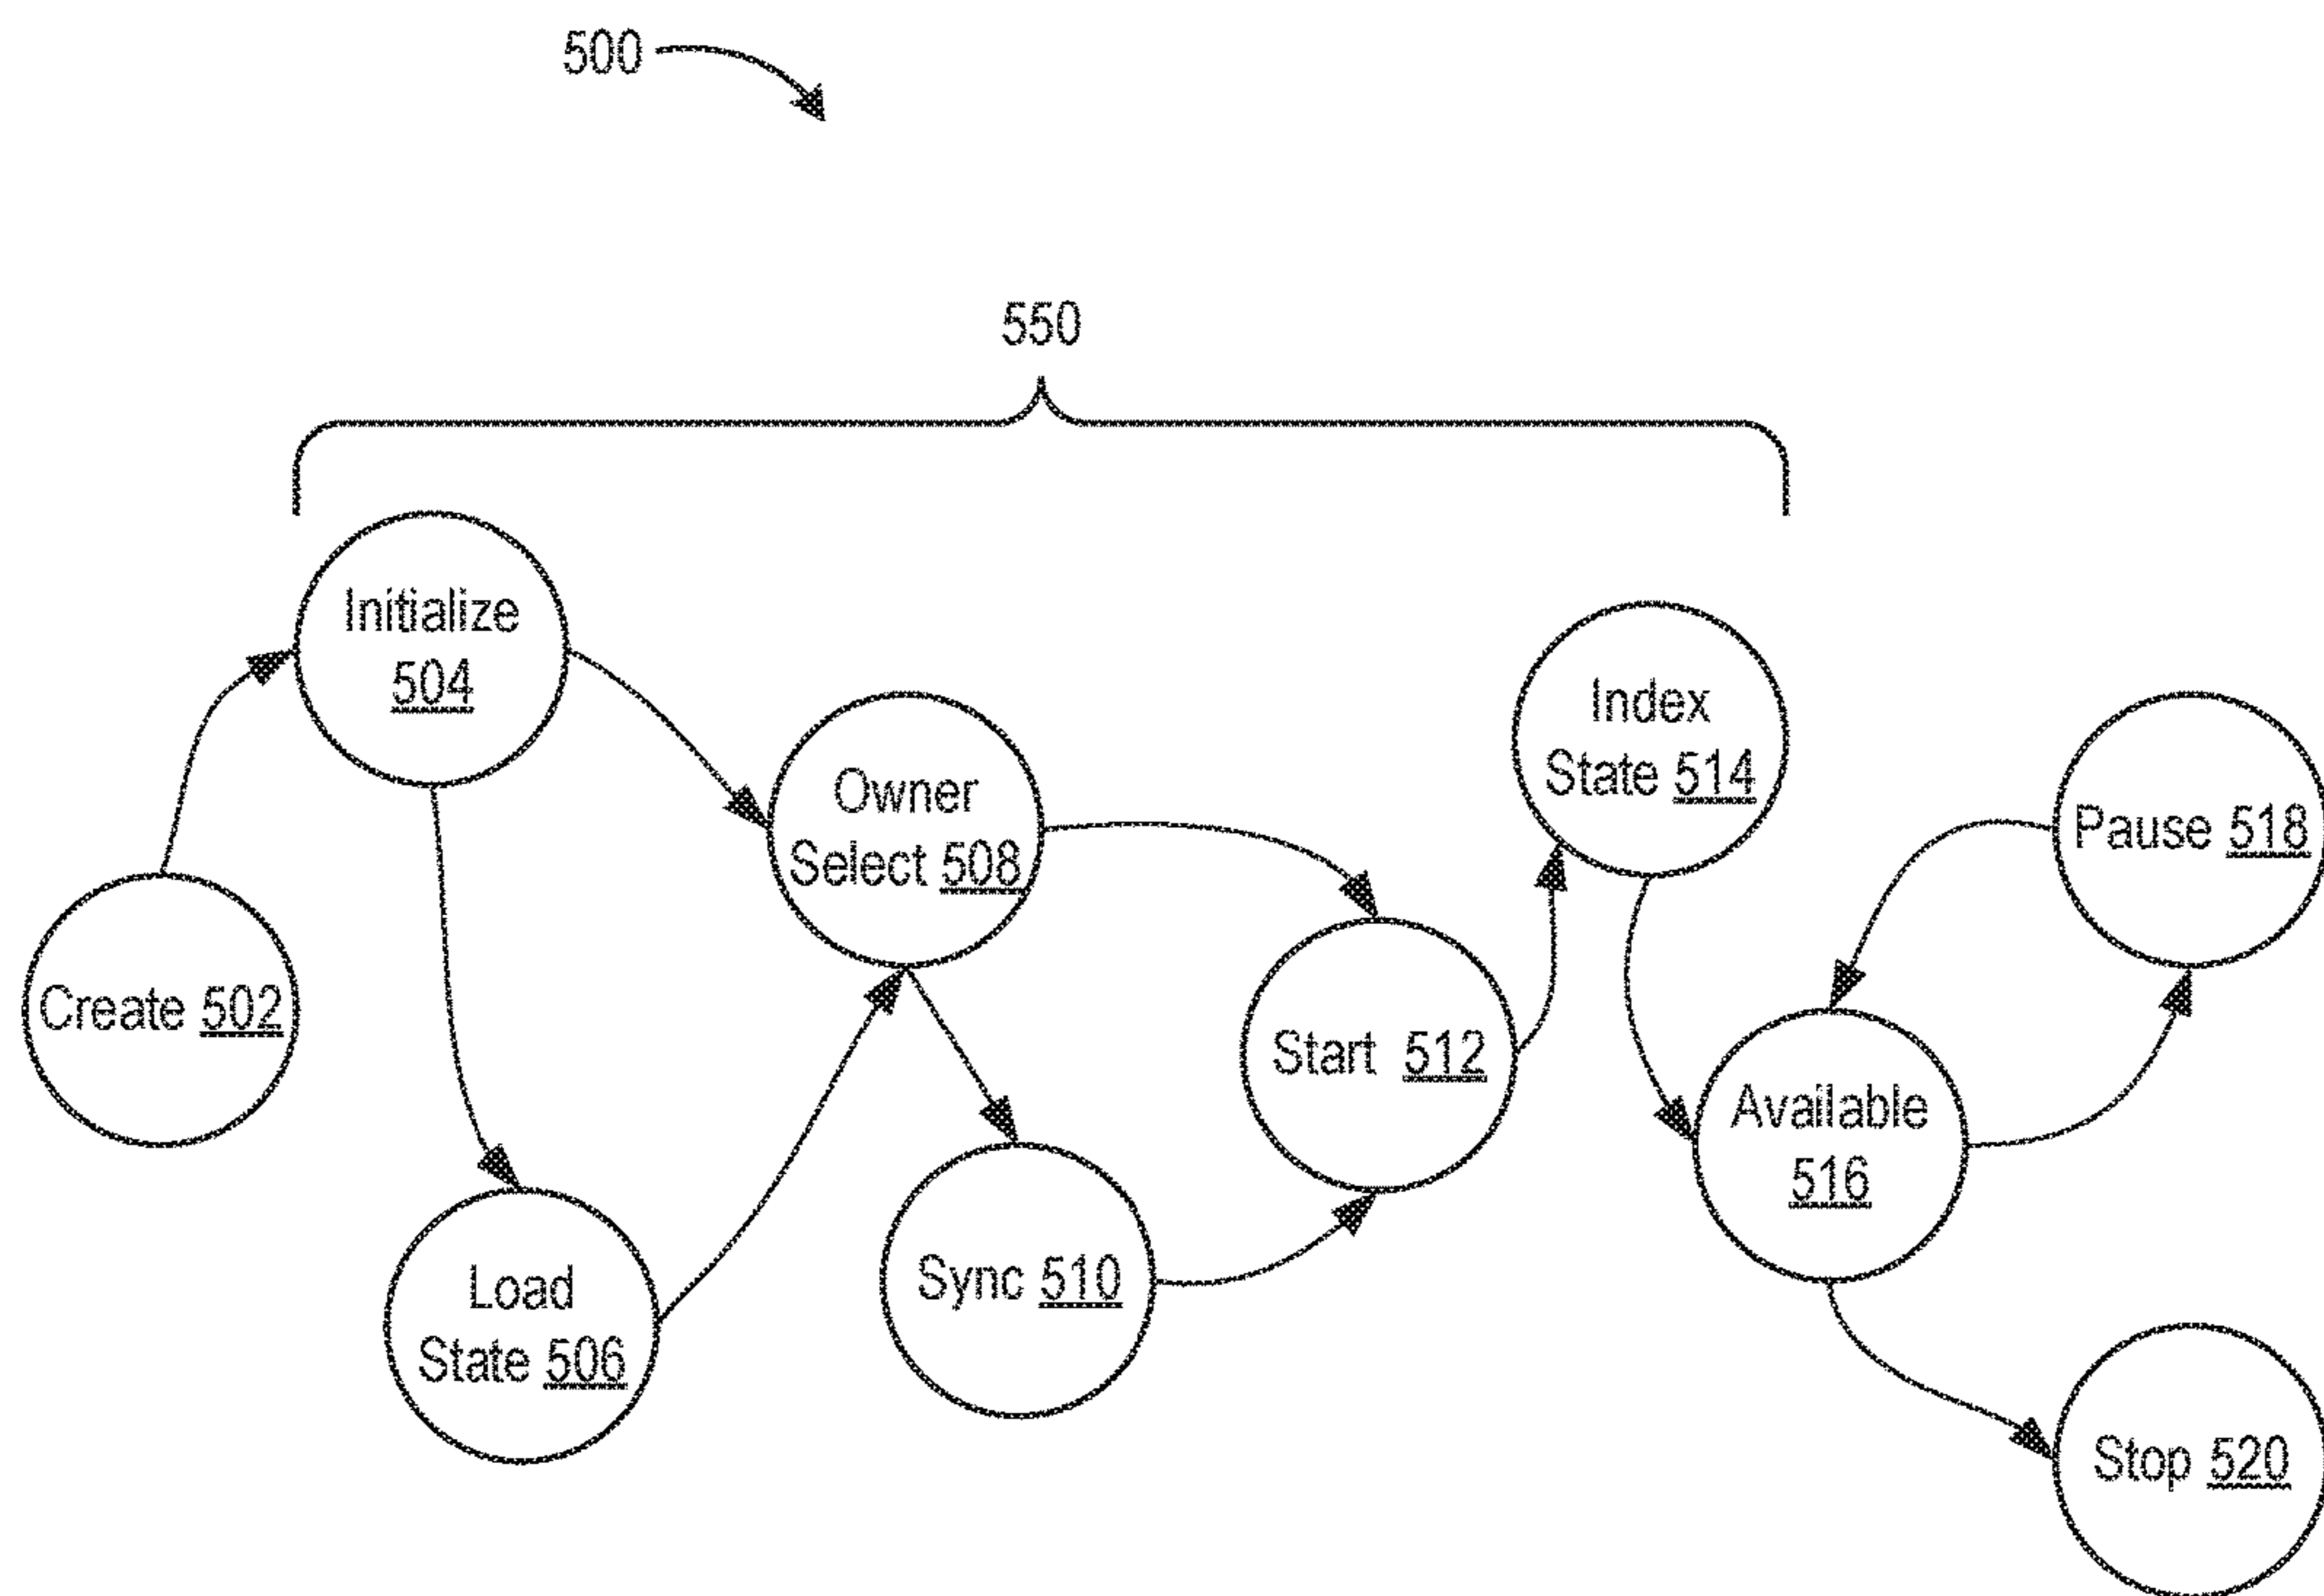 500
550
Initialize
504
Index
State 514
Owner
Select 508
Pause 518
Create 502
Start 512
Available
516
Load
State 506
Sync 510
Stop 520